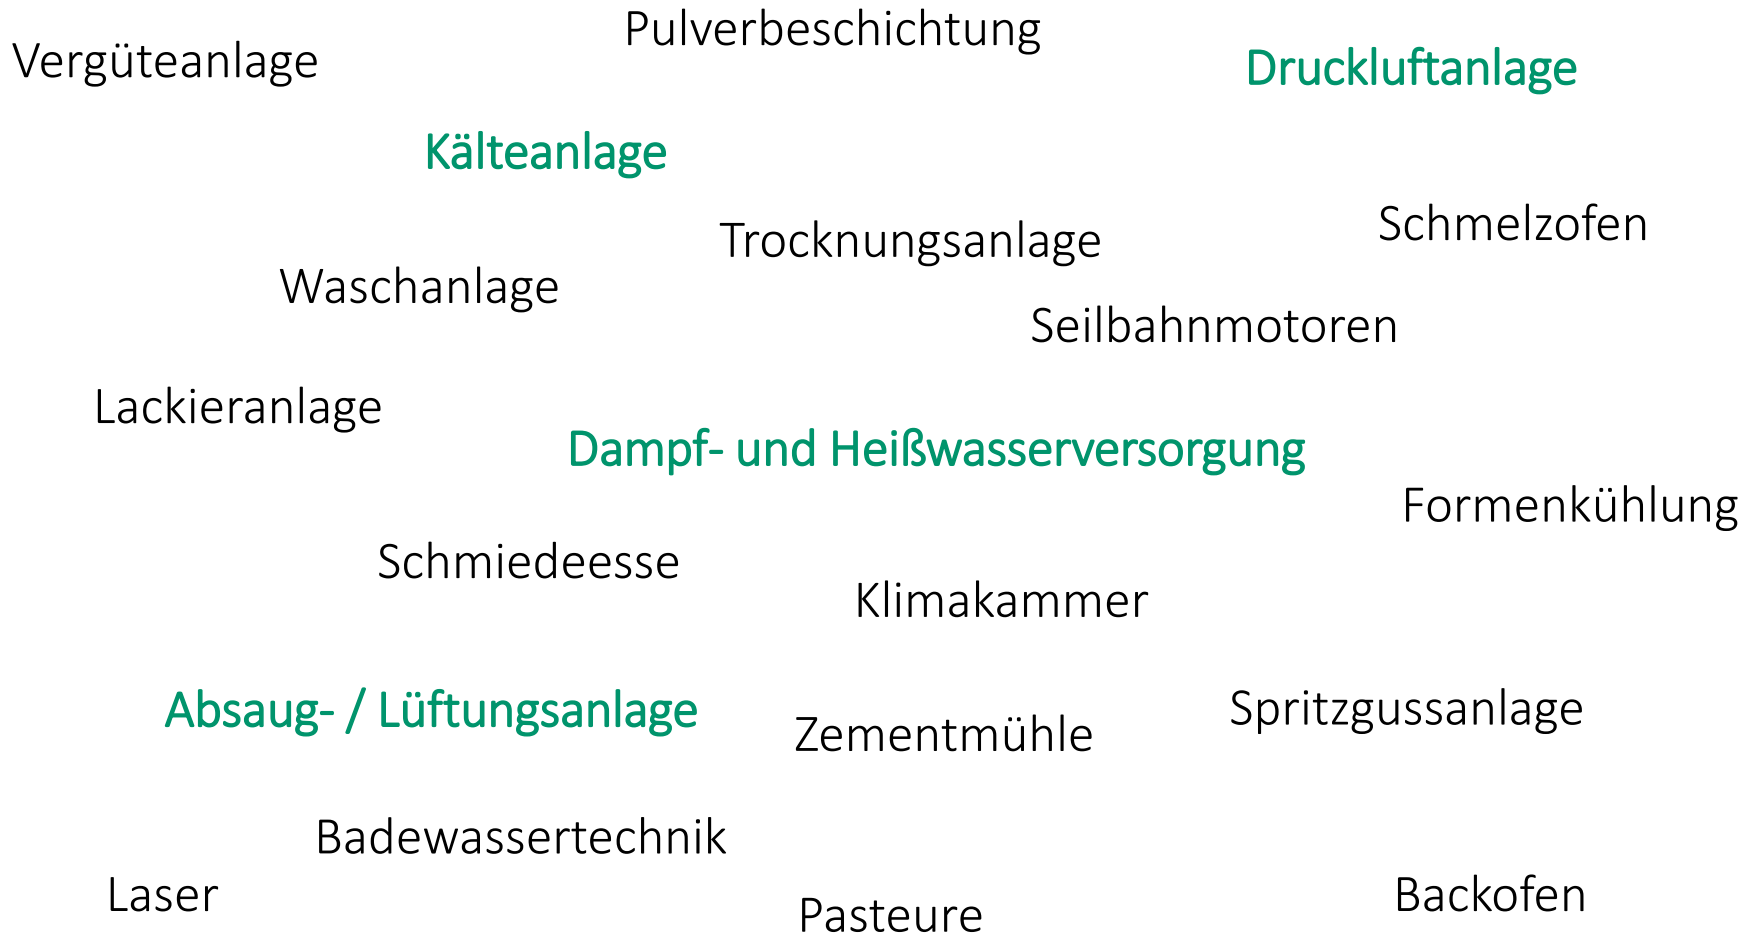 Pulverbeschichtung
Vergüteanlage
Druckluftanlage
Kälteanlage
Schmelzofen
Trocknungsanlage
Waschanlage
Seilbahnmotoren
Lackieranlage
Dampf- und Heißwasserversorgung
Formenkühlung
Schmiedeesse
Klimakammer
Absaug- / Lüftungsanlage
Spritzgussanlage
Zementmühle
Badewassertechnik
Laser
Backofen
Pasteure